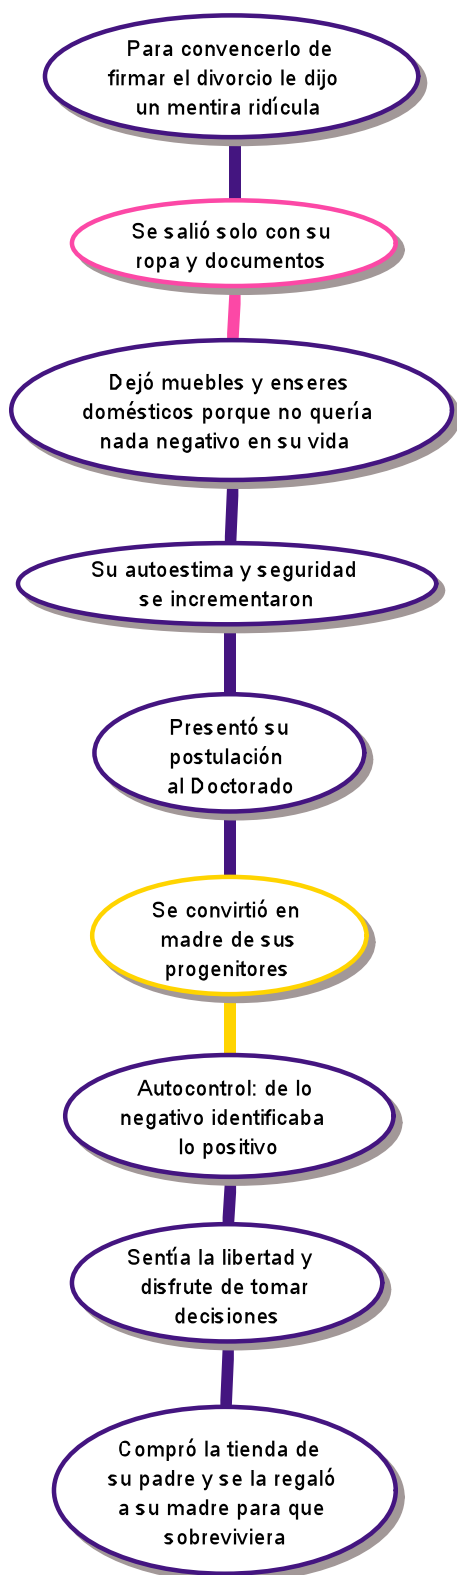 Para convencerlo de
firmar el divorcio le dijo
un mentira ridícula
Se salió solo con su
ropa y documentos
Dejó muebles y enseres
domésticos porque no quería
nada negativo en su vida
Su autoestima y seguridad
se incrementaron
Presentó su
postulación
al Doctorado
Se convirtió en
madre de sus
progenitores
Autocontrol: de lo
negativo identificaba
lo positivo
Sentía la libertad y
disfrute de tomar
decisiones
Compró la tienda de
su padre y se la regaló
a su madre para que
sobreviviera